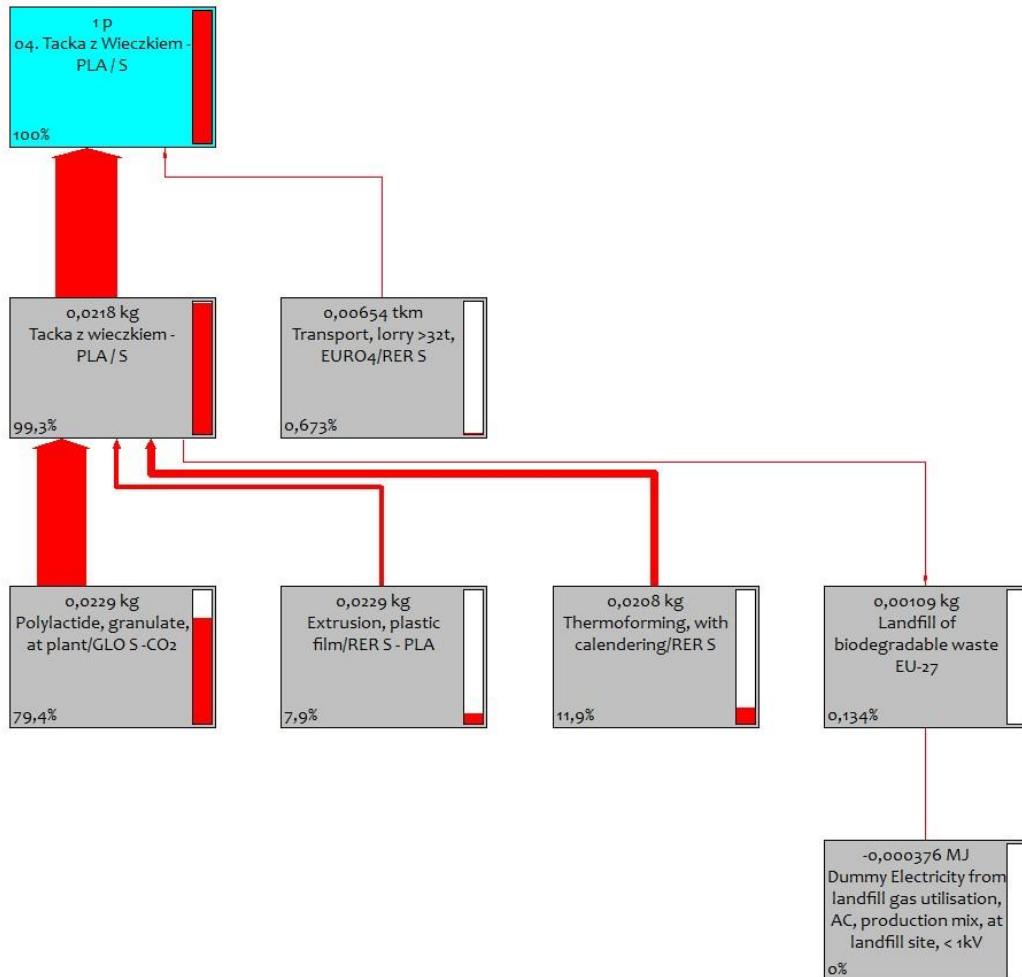 1 p
04. Tacka z Wieczkiem -
PLA / S
100%
0,0218 kg
Tacka z wieczkiem -
PLA / S
99,3%
0,00654 tkm
Transport, lorry >32t,
EURO4/RER S
0,673%
0,0229 kg
Polylactide, granulate,
at plant/GLO S -CO2
79,4%
0,0229 kg
Extrusion, plastic
film/RER S - PLA
7,9%
0,0208 kg
Thermoforming, with
calendering/RER S
11,9%
0,00109 kg
Landfill of
biodegradable waste
EU-27
0,134%
-0,000376 MJ
Dummy Electricity from
landfill gas utilisation,
AC, production mix, at
landfill site, < 1kV
0%